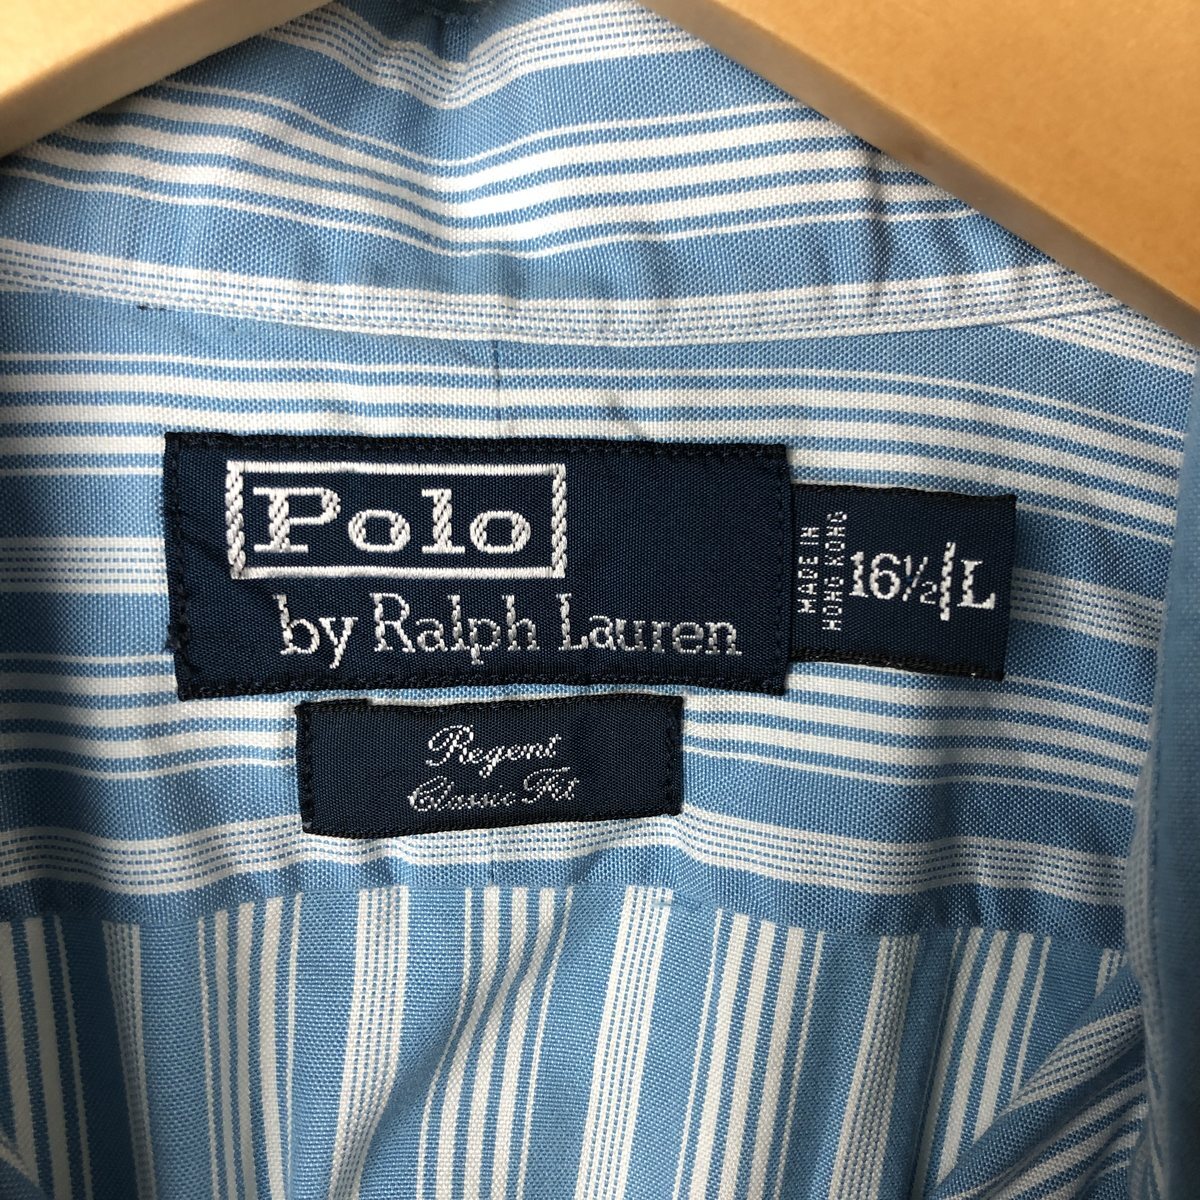 Polo
by Ralph Lauren
MADE IN
HONG KONG
16½/L
Regent
Classic Fit